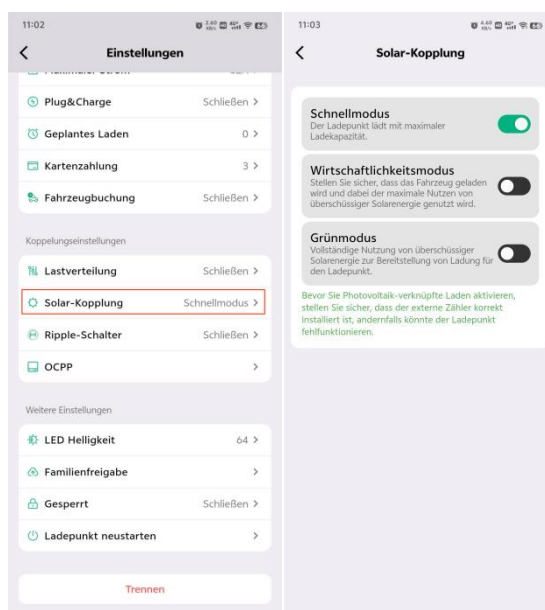 11:02
Einstellungen
Plug&Charge Schließen >
Geplantes Laden 0 >
Kartenzahlung 3 >
Fahrzeugbuchung Schließen >
Koppelungseinstellungen
Lastverteilung Schließen >
Solar-Kopplung Schnellmodus >
Ripple-Schalter Schließen >
OCPP >
Weitere Einstellungen
LED Helligkeit 64 >
Familienfreigabe >
Gesperrt Schließen >
Ladepunkt neustarten >
Trennen
11:03
Solar-Kopplung
Schnellmodus
Der Ladepunkt lädt mit maximaler
Ladekapazität.
Wirtschaftlichkeitsmodus
Stellen Sie sicher, dass das Fahrzeug geladen
wird und dabei der maximale Nutzen von
überschüssiger Solarenergie genutzt wird.
Grünmodus
Vollständige Nutzung von überschüssiger
Solarenergie zur Bereitstellung von Ladung für
den Ladepunkt.
Bevor Sie Photovoltaik-verknüpfte Laden aktivieren,
stellen Sie sicher, dass der externe Zähler korrekt
installiert ist, andernfalls könnte der Ladepunkt
fehlfunktionieren.